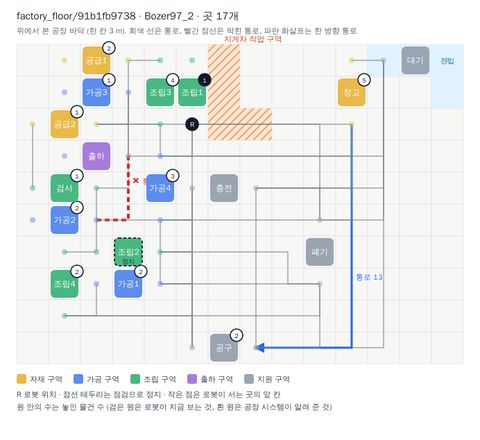 factory_floor/91b1fb9738 · Bozer97_2 · 곳 17개
위에서 본 공장 바닥 (한 칸 3 m). 회색 선은 통로, 빨간 점선은 막힌 통로, 파란 화살표는 한 방향 통로
지게차 작업 구역
공급1 2
대기
전립
가공3 1
조립3 4
조립1 1
창고 5
공급2 1
R
출하
✖
검사 1
가공4 3
충전
가공2 2
조립2
정지
폐기
통로 13
조립4 2
가공1 2
공구 2
자재 구역
가공 구역
조립 구역
출하 구역
지원 구역
R 로봇 위치 · 점선 테두리는 점검으로 정지 · 작은 점은 로봇이 서는 곳의 앞 칸
원 안의 수는 놓인 물건 수 (검은 원은 로봇이 지금 보는 것, 흰 원은 공장 시스템이 알려 준 것)